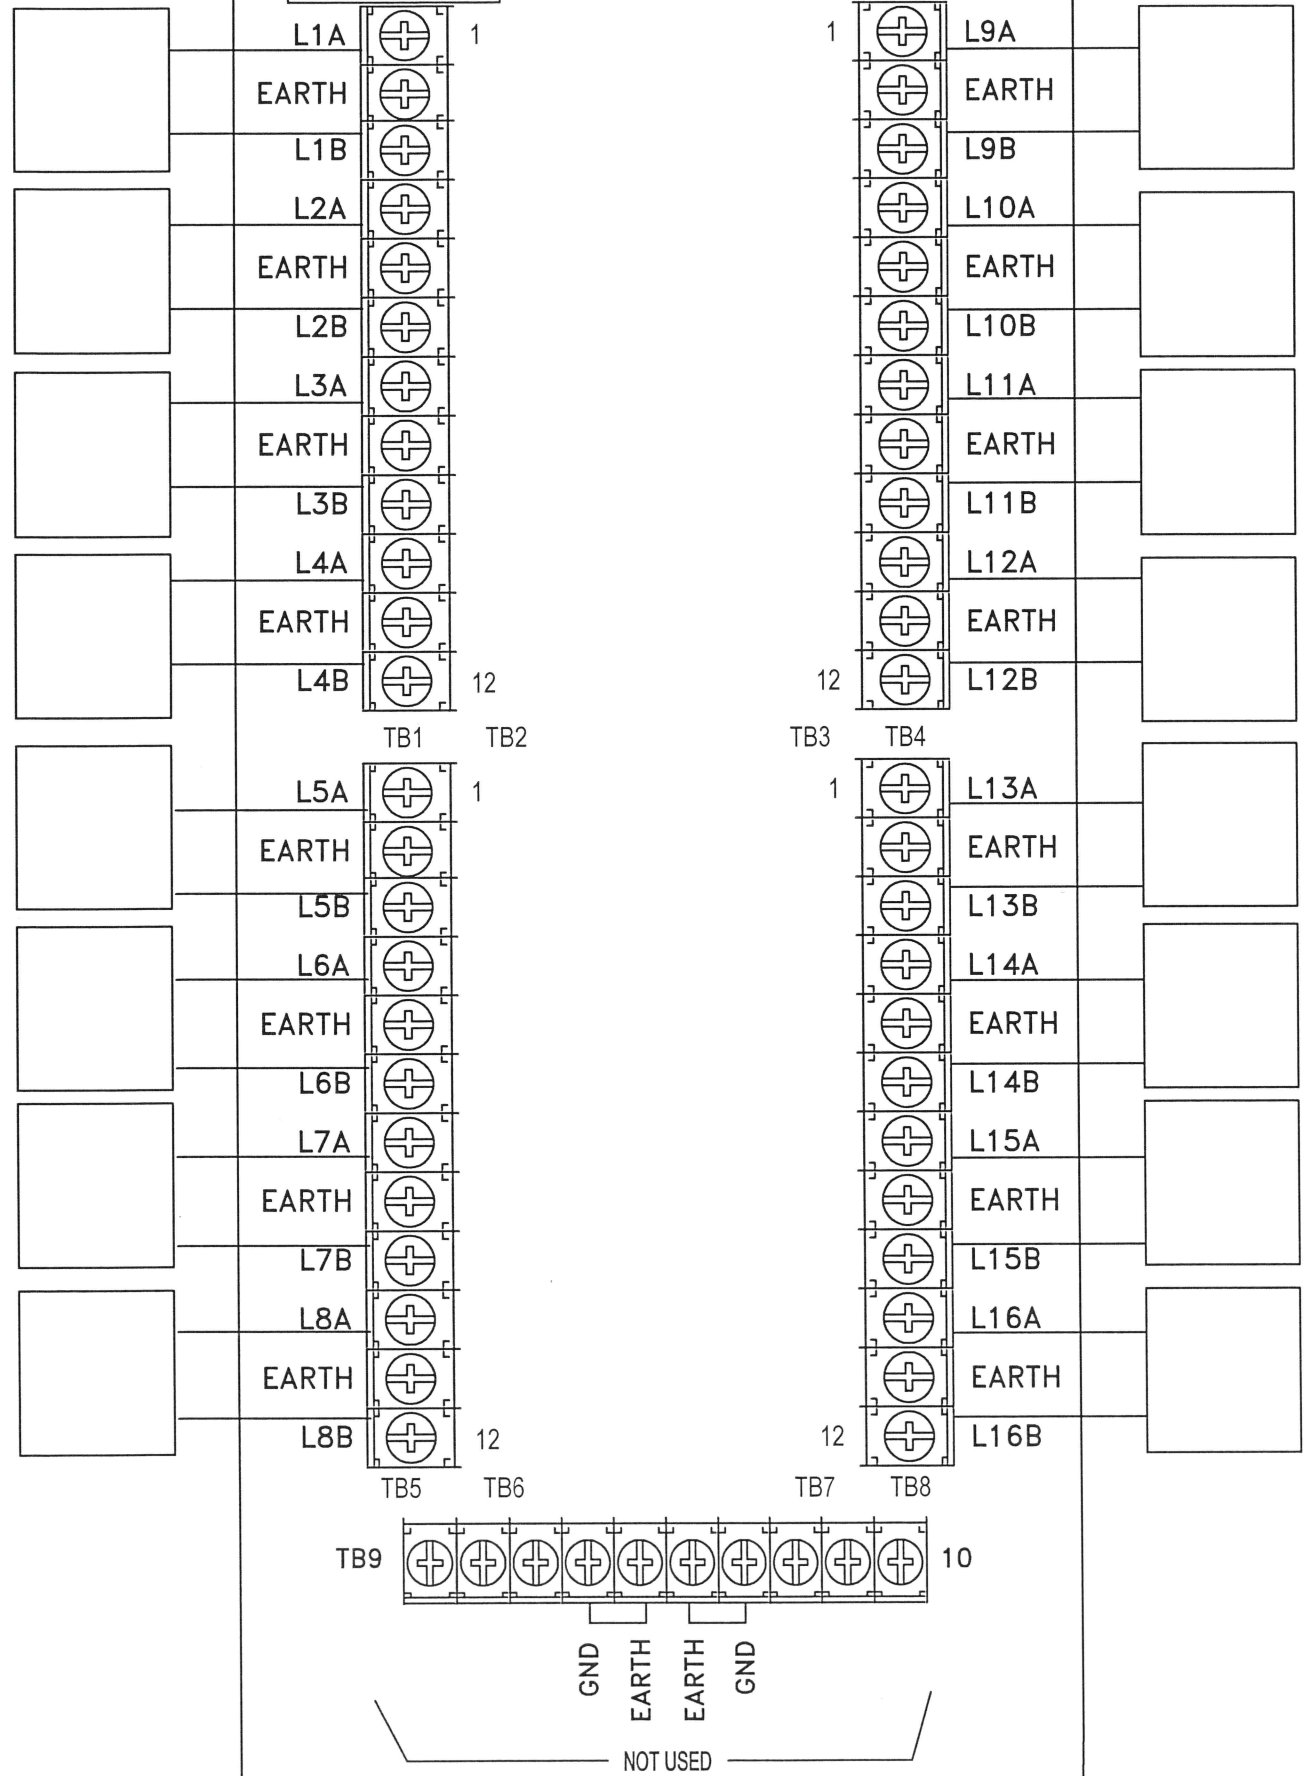 L1A 1 1 L9A
EARTH EARTH
L1B L9B
L2A L10A
EARTH EARTH
L2B L10B
L3A L11A
EARTH EARTH
L3B L11B
L4A L12A
EARTH EARTH
L4B 12 12 L12B
TB1 TB2 TB3 TB4
L5A 1 1 L13A
EARTH EARTH
L5B L13B
L6A L14A
EARTH EARTH
L6B L14B
L7A L15A
EARTH EARTH
L7B L15B
L8A L16A
EARTH EARTH
L8B 12 12 L16B
TB5 TB6 TB7 TB8
TB9 10
GND EARTH EARTH GND
NOT USED